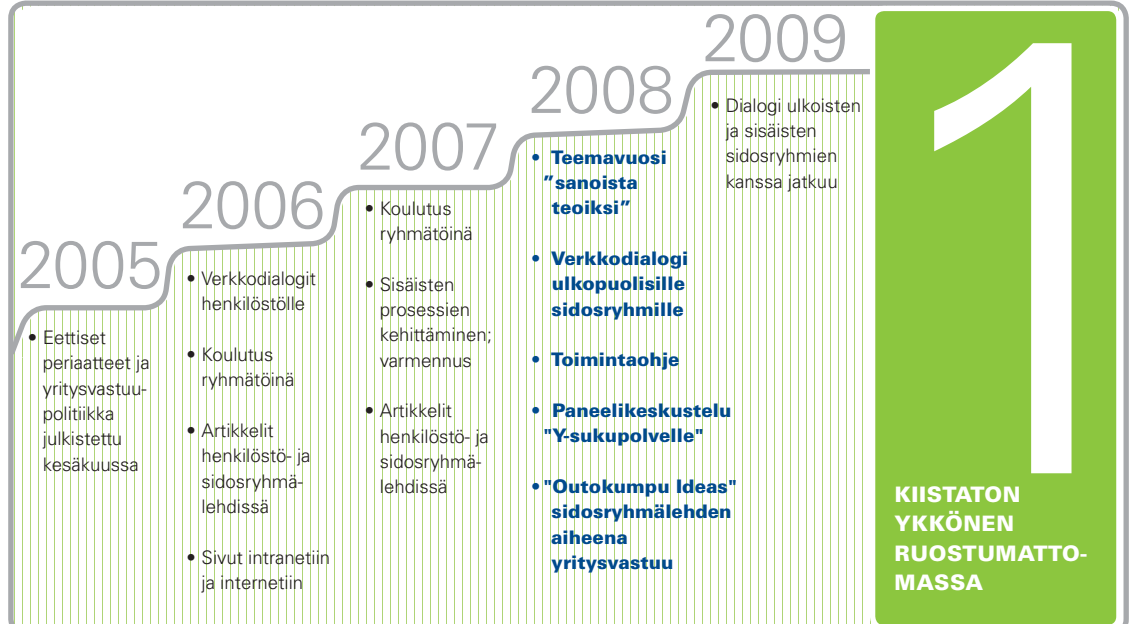 2005
• Eettiset
periaatteet ja
yritysvastuu-
politiikka
julkistettu
kesäkuussa
2006
• Verkkodialogit
henkilöstölle
• Koulutus
ryhmätöinä
• Artikkelit
henkilöstö- ja
sidosryhmä-
lehdissä
• Sivut intranetiin
ja internetiin
2007
• Koulutus
ryhmätöinä
• Sisäisten
prosessien
kehittäminen;
varmennus
• Artikkelit
henkilöstö- ja
sidosryhmä-
lehdissä
2008
• Teemavuosi
”sanoista
teoiksi”
• Verkkodialogi
ulkopuolisille
sidosryhmille
• Toimintaohje
• Paneelikeskustelu
"Y-sukupolvelle"
• "Outokumpu Ideas"
sidosryhmälehden
aiheena
yritysvastuu
2009
• Dialogi ulkoisten
ja sisäisten
sidosryhmien
kanssa jatkuu
1
KIISTATON
YKKÖNEN
RUOSTUMATTO-
MASSA